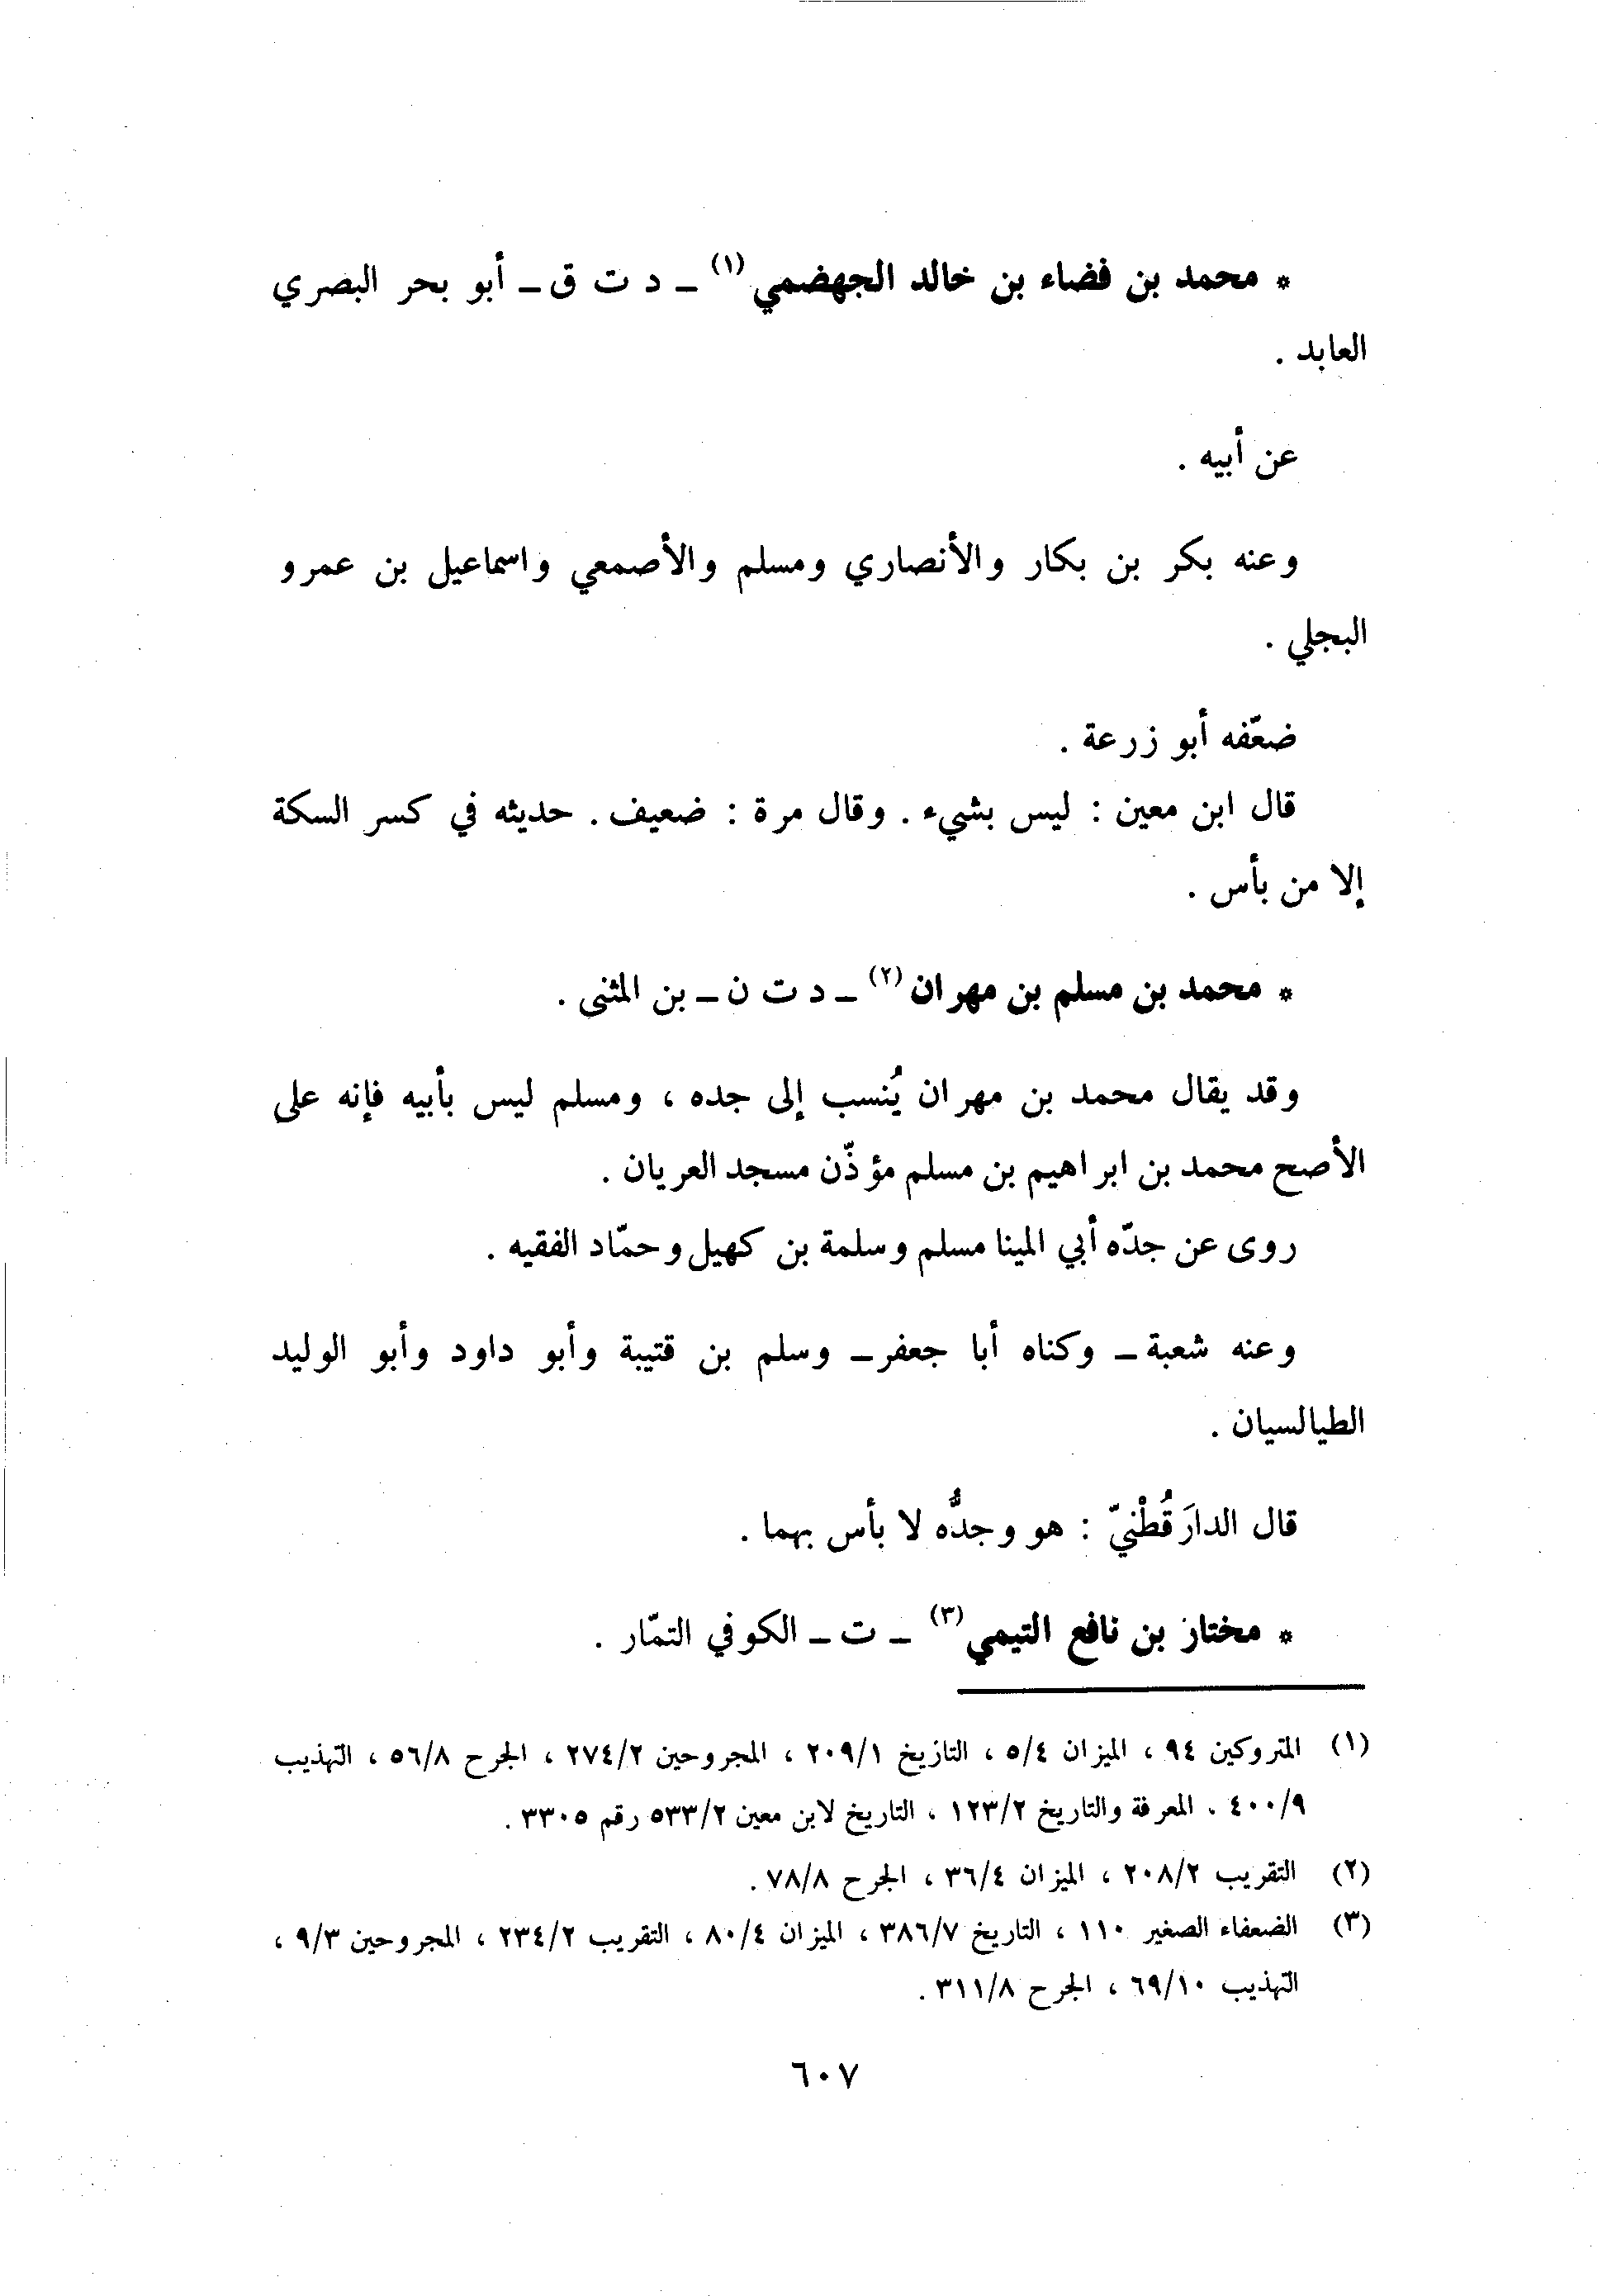 * محمد بن فضاء بن خالد الجهضمي (١) ـ د ت ق ـ أبو بحر البصري
العابد .
عن أبيه .
وعنه بكر بن بكار والأنصاري ومسلم والأصمعي واسماعيل بن عمرو
البجلي .
ضعّفه أبو زرعة .
قال ابن معين : ليس بشيء . وقال مرة : ضعيف . حديثه في كسر السكة
إلا من بأس .
* محمد بن مسلم بن مهران (٢) ـ د ت ن ـ بن المثنى .
وقد يقال محمد بن مهران يُنسب إلى جده ، ومسلم ليس بأبيه فإنه على
الأصح محمد بن ابراهيم بن مسلم مؤذّن مسجد العريان .
روى عن جدّه أبي المينا مسلم وسلمة بن كهيل وحمّاد الفقيه .
وعنه شعبة ـ وكناه أبا جعفر ـ وسلم بن قتيبة وأبو داود وأبو الوليد
الطيالسيان .
قال الدارَقُطْنيّ : هو وجدُّه لا بأس بهما .
* مختار بن نافع التيمي (٣) ـ ت ـ الكوفي التمّار .
(١) المتروكين ٩٤ ، الميزان ٥/٤ ، التازيخ ٢٠٩/١ ، المجروحين ٢٧٤/٢ ، الجرح ٥٦/٨ ، التهذيب
٤٠٠/٩ . المعرفة والتاريخ ١٢٣/٢ ، التاريخ لابن معين ٥٣٣/٢ رقم ٣٣٠٥ .
(٢) التقريب ٢٠٨/٢ ، الميزان ٣٦/٤ ، الجرح ٧٨/٨ .
(٣) الضعفاء الصغير ١١٠ ، التاريخ ٣٨٦/٧ ، الميزان ٨٠/٤ ، التقريب ٢٣٤/٢ ، المجروحين ٩/٣ ،
التهذيب ٦٩/١٠ ، الجرح ٣١١/٨ .
٦٠٧